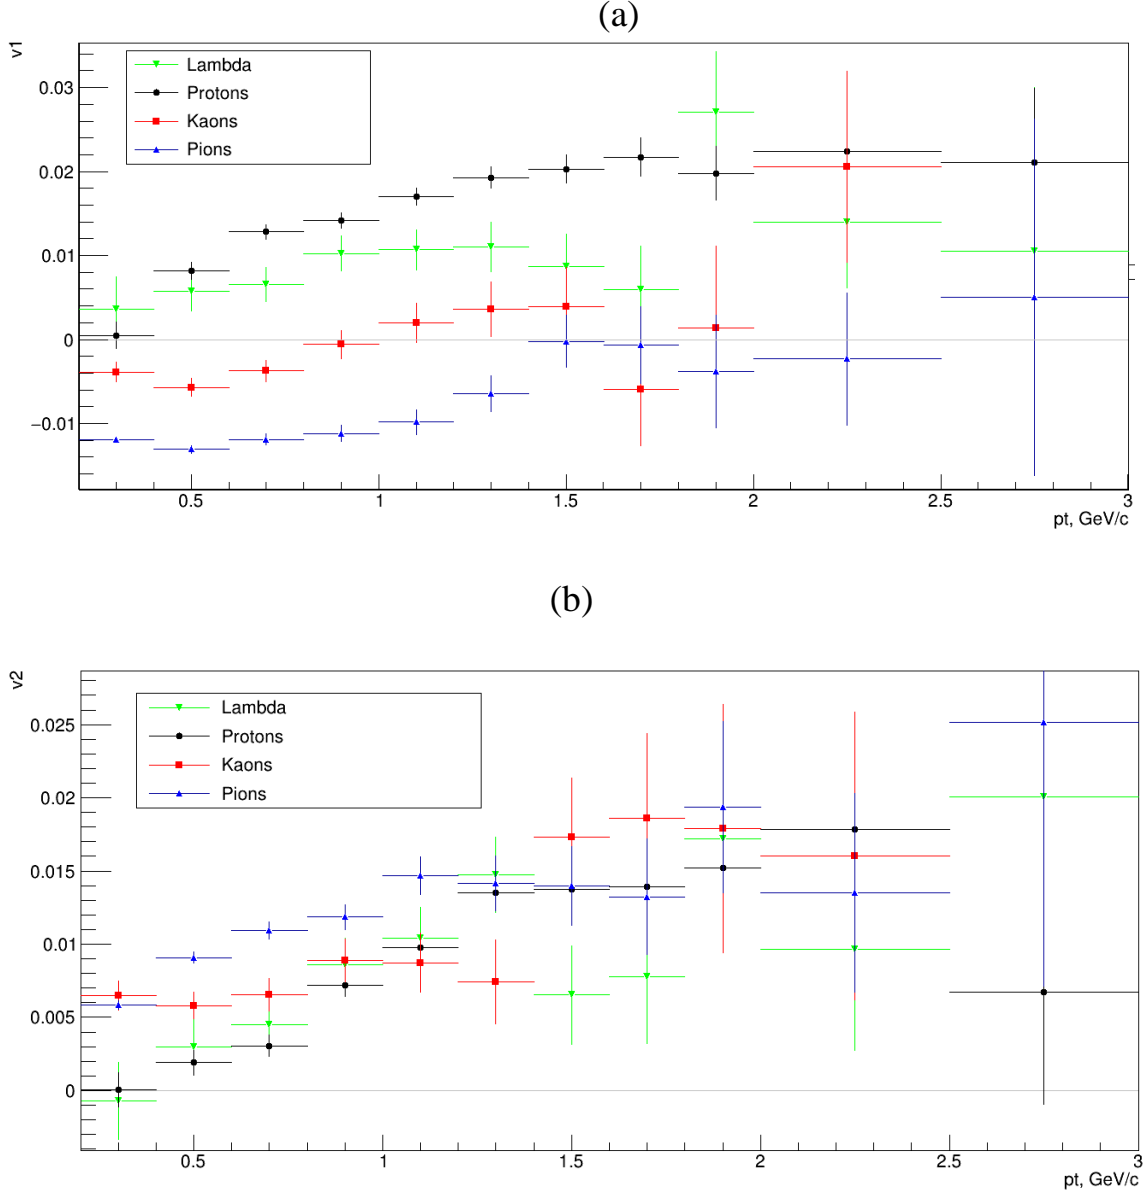 (a)
v1
Lambda
Protons
Kaons
Pions
0.03
0.02
0.01
0
−0.01
0.5 1 1.5 2 2.5 3
pt, GeV/c
(b)
v2
Lambda
Protons
Kaons
Pions
0.025
0.02
0.015
0.01
0.005
0
0.5 1 1.5 2 2.5 3
pt, GeV/c